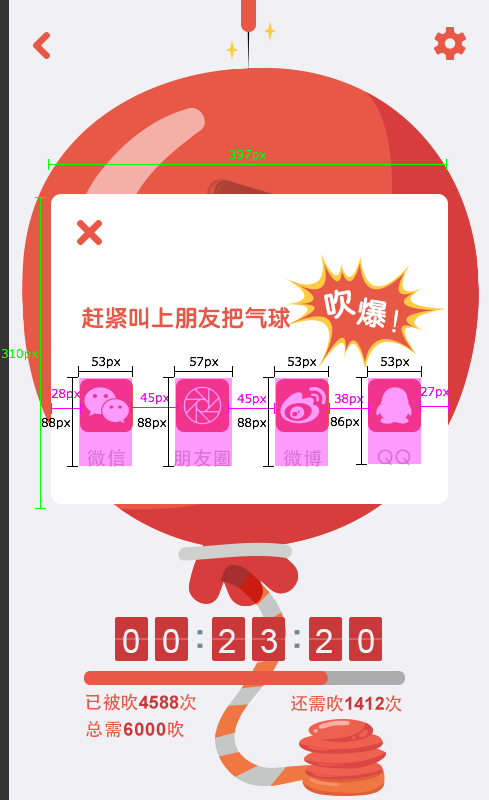 397px
310px
赶紧叫上朋友把气球
吹爆!
53px 57px 53px 53px
28px 45px 45px 38px 27px
88px 88px 88px 86px
微信 朋友圈 微博 QQ
00:23:20
已被吹4588次 还需吹1412次
总需6000吹